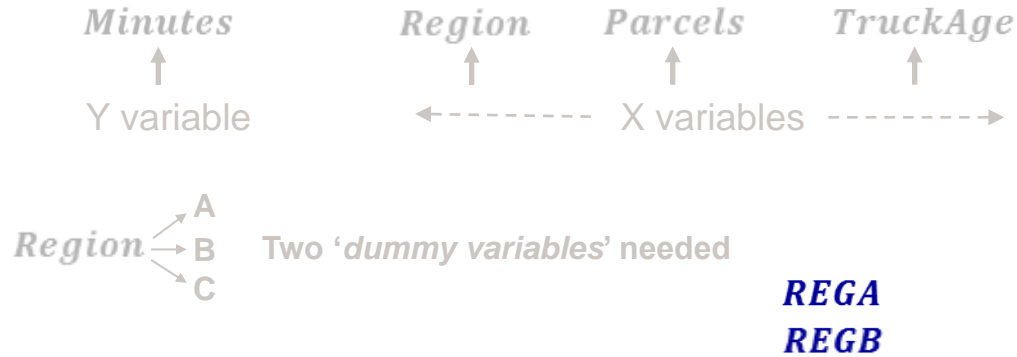 Minutes Region Parcels TruckAge
Y variable X variables
A
Region B Two ‘dummy variables’ needed
C
REGA
REGB